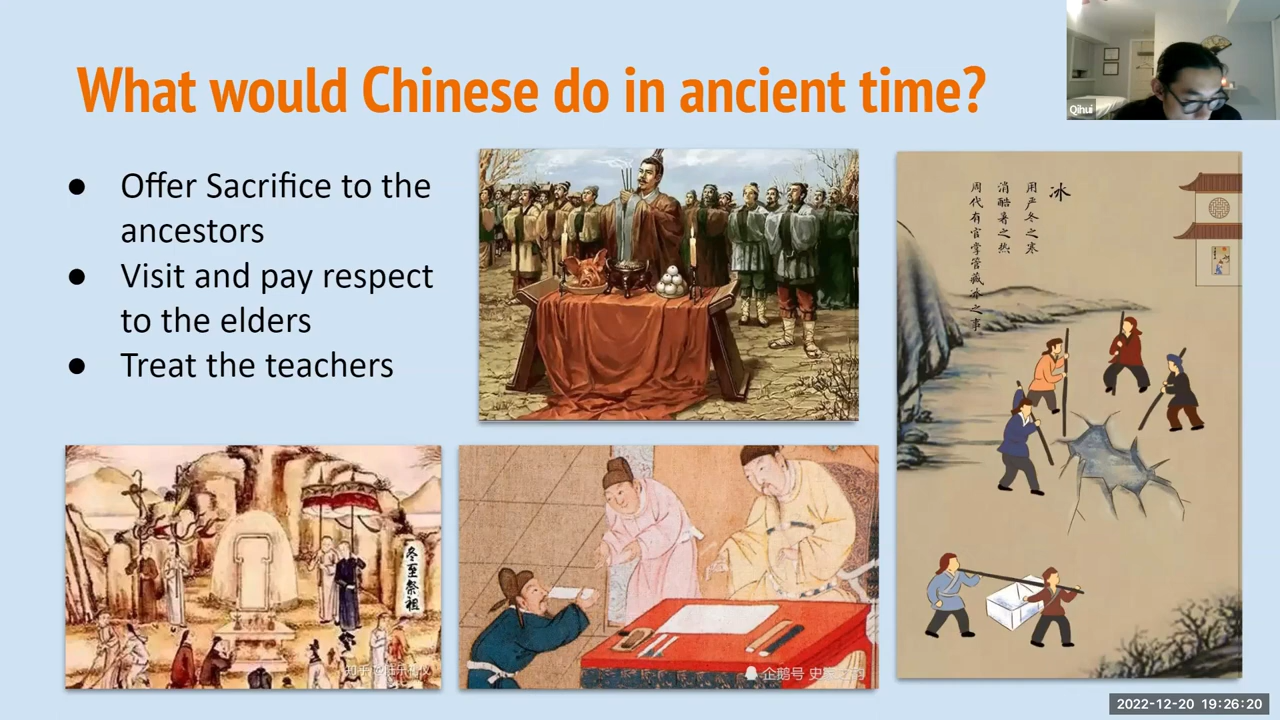 What would Chinese do in ancient time?
Qihui
● Offer Sacrifice to the
ancestors
● Visit and pay respect
to the elders
● Treat the teachers
冰
用严冬之寒
消酷暑之热
周代有官掌管藏冰之事
冬至祭祖
企鹅号
2022-12-20 19:26:20